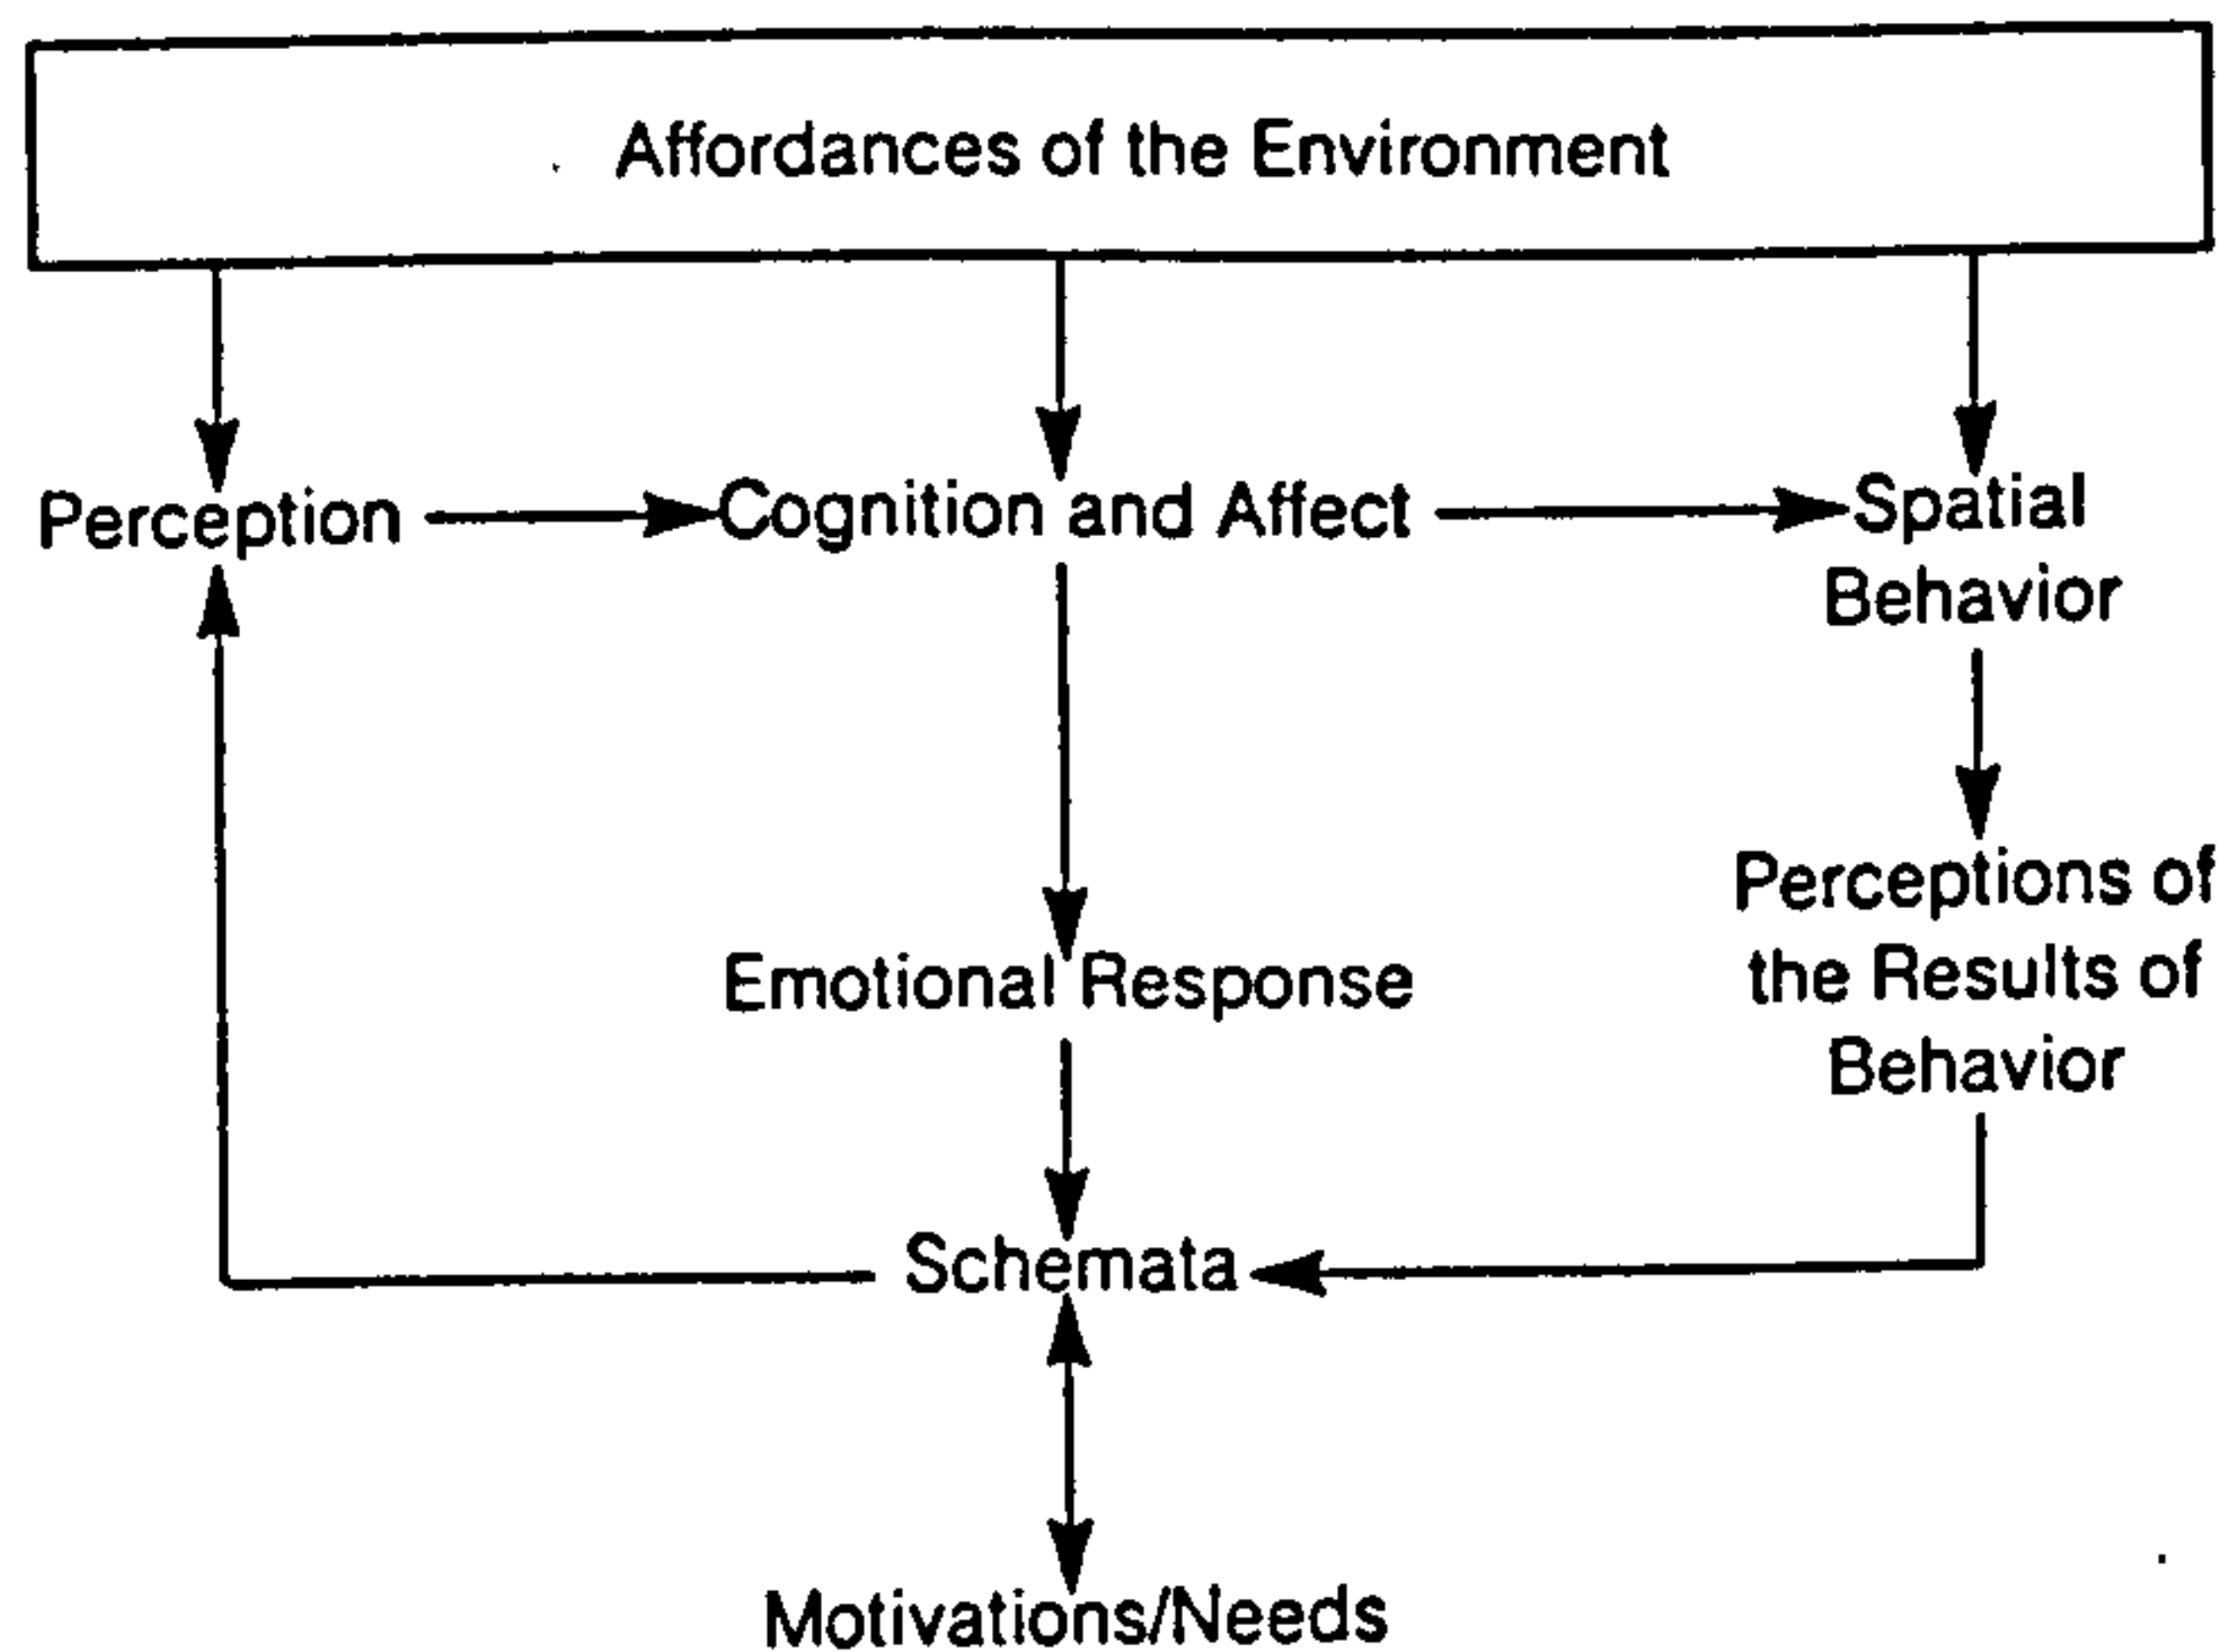 Affordances of the Environment
Perception
Cognition and Affect
Spatial
Behavior
Perceptions of
the Results of
Behavior
Emotional Response
Schemata
Motivations/Needs